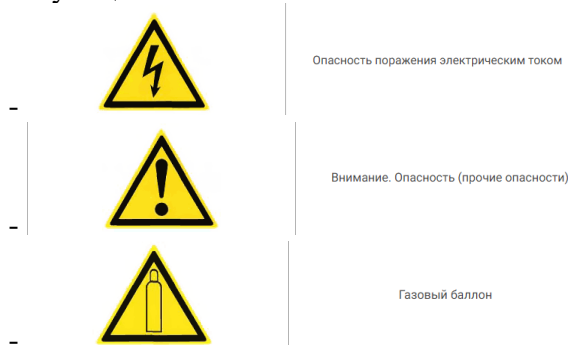 Опасность поражения электрическим током
Внимание. Опасность (прочие опасности)
Газовый баллон